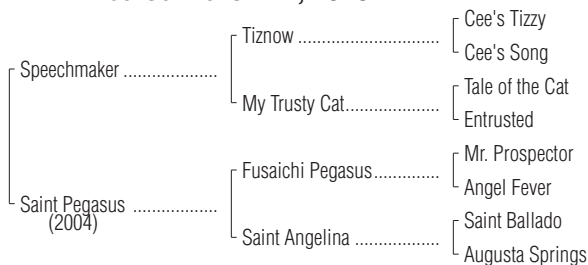 Cee's Tizzy
Tiznow
Cee's Song
Speechmaker
Tale of the Cat
My Trusty Cat
Entrusted
Mr. Prospector
Fusaichi Pegasus
Angel Fever
Saint Pegasus
(2004)
Saint Ballado
Saint Angelina
Augusta Springs